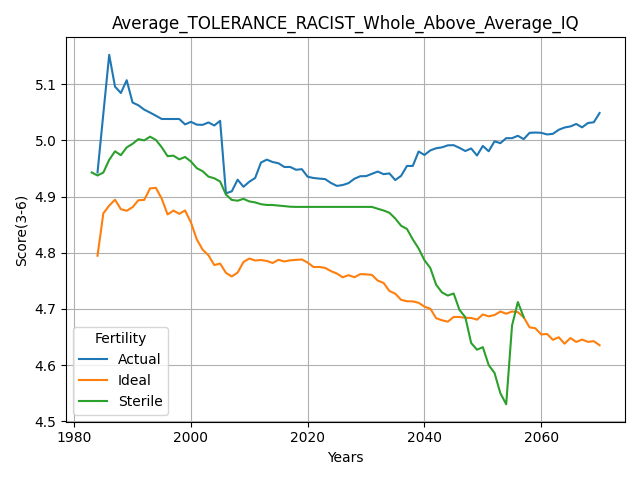 Average_TOLERANCE_RACIST_Whole_Above_Average_IQ
Score(3-6)
5.1
5.0
4.9
4.8
4.7
4.6
4.5
Fertility
Actual
Ideal
Sterile
1980
2000
2020
2040
2060
Years